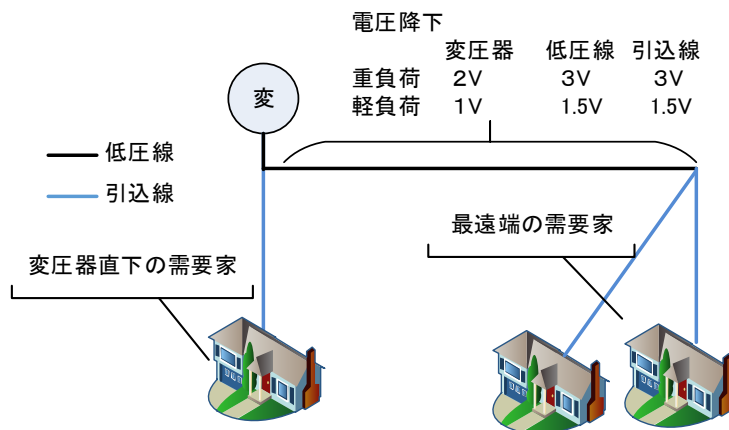 電圧降下
変圧器 低圧線 引込線
重負荷 2V 3V 3V
軽負荷 1V 1.5V 1.5V
変
低圧線
引込線
最遠端の需要家
変圧器直下の需要家